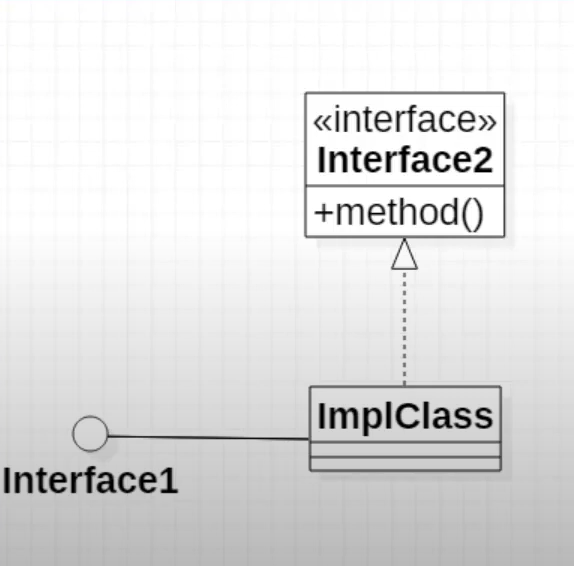 «interface»
Interface2
+method()
ImplClass
Interface1